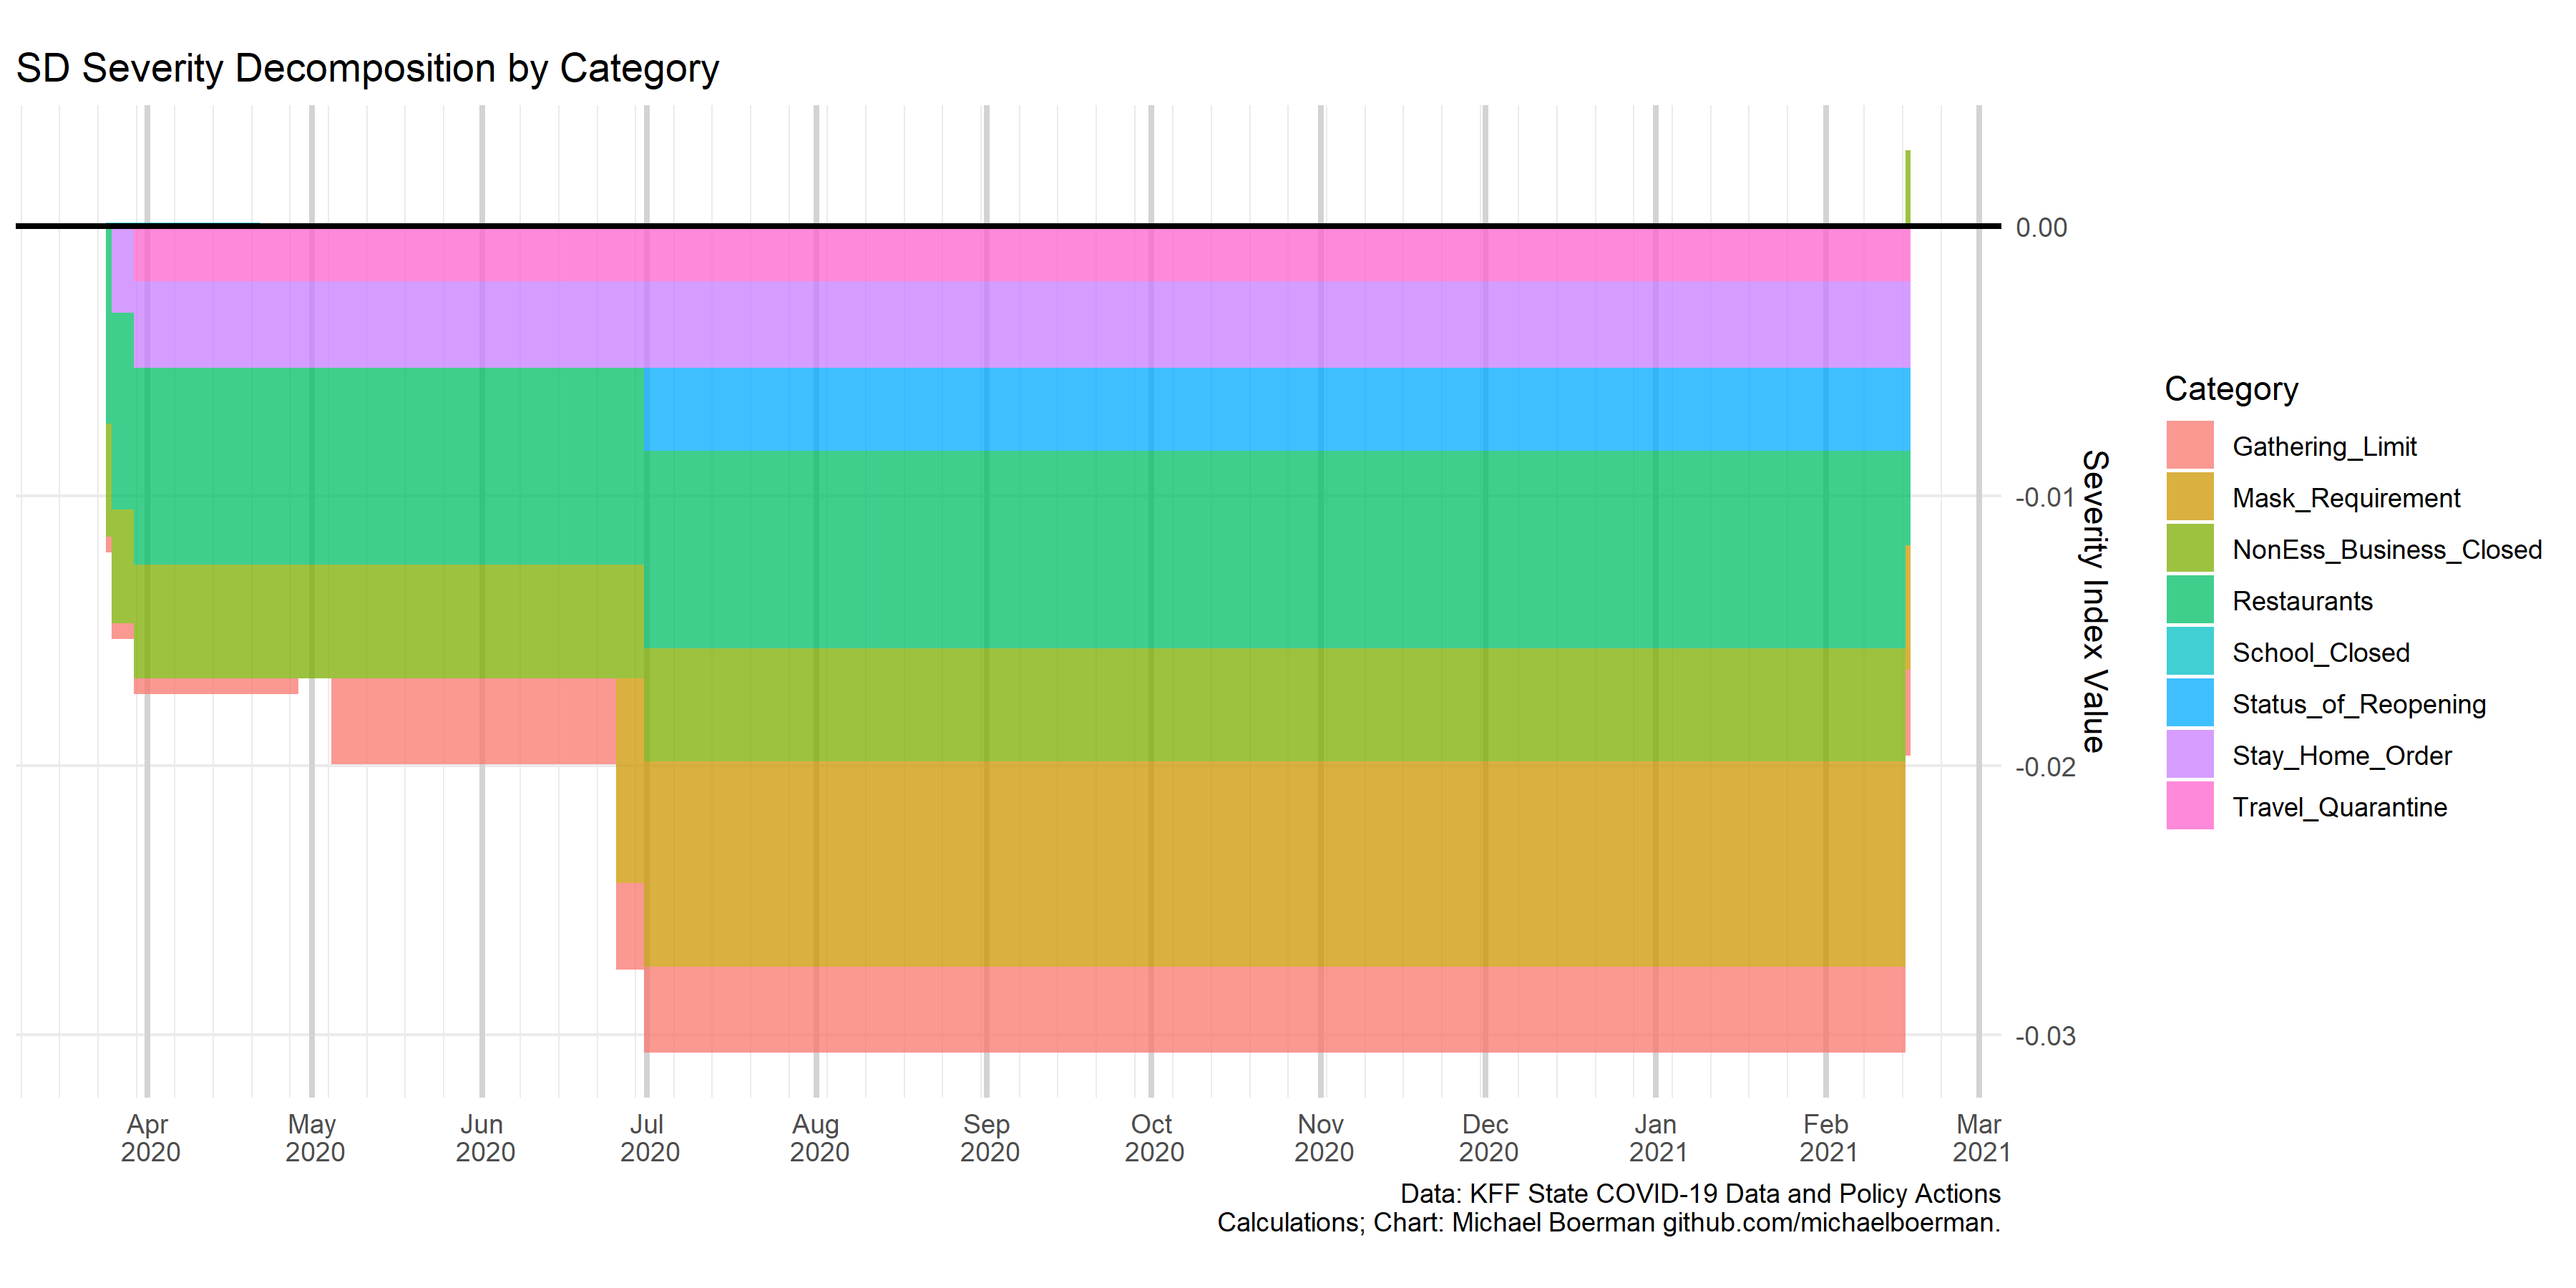 SD Severity Decomposition by Category
0.00
-0.01
-0.02
-0.03
Severity Index Value
Apr
2020
May
2020
Jun
2020
Jul
2020
Aug
2020
Sep
2020
Oct
2020
Nov
2020
Dec
2020
Jan
2021
Feb
2021
Mar
2021
Category
Gathering_Limit
Mask_Requirement
NonEss_Business_Closed
Restaurants
School_Closed
Status_of_Reopening
Stay_Home_Order
Travel_Quarantine
Data: KFF State COVID-19 Data and Policy Actions
Calculations; Chart: Michael Boerman github.com/michaelboerman.